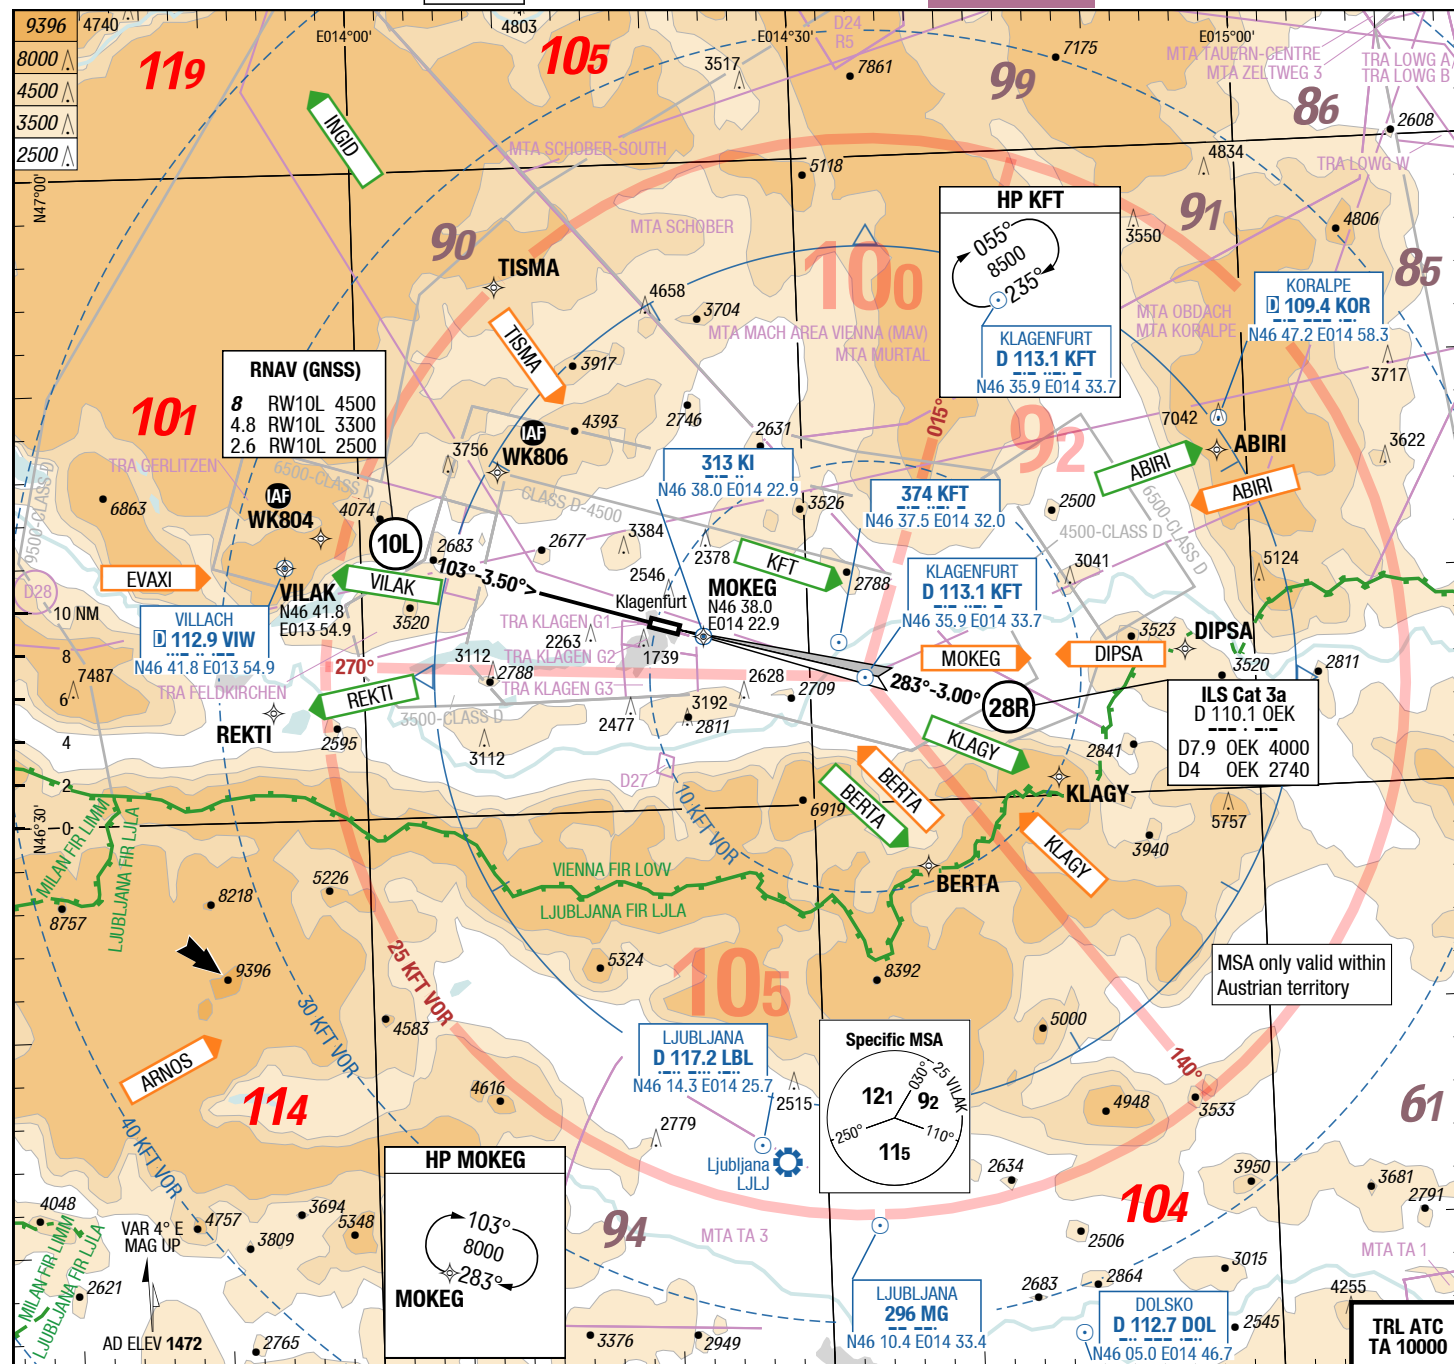 9396
8000
4500
3500
2500
4740
4803
E014°00'
E014°30'
E015°00'
D24
R5
7175
MTA TAUERN-CENTRE
MTA ZELTWEG 3
TRA LOWG A
TRA LOWG B
119
105
3517
7861
99
86
2608
INGID
MTA SCHOBER-SOUTH
5118
4834
TRA LOWG W
N47°00'
90
MTA SCHOBER
HP KFT
055°
8500
235°
KLAGENFURT
D 113.1 KFT
N46 35.9 E014 33.7
3550
91
4806
85
TISMA
100
4658
3704
MTA MACH AREA VIENNA (MAV)
MTA MURTAL
MTA OBDACH
MTA KORALPE
KORALPE
D 109.4 KOR
N46 47.2 E014 58.3
TISMA
3917
3717
RNAV (GNSS)
8 RW10L 4500
4.8 RW10L 3300
2.6 RW10L 2500
101
4393
2746
2631
015°
92
7042
ABIRI
ABIRI
ABIRI
3622
IAF
WK806
3756
TRA GERLITZEN
6500-CLASS D
CLASS D-4500
313 KI
N46 38.0 E014 22.9
374 KFT
N46 37.5 E014 32.0
6500-CLASS D
4500-CLASS D
9500-CLASS D
6863
IAF
WK804
4074
3526
2500
10L
2683
2677
3384
2378
KFT
2788
3041
5124
103°-3.50°>
EVAXI
D28
VILAK
N46 41.8
E013 54.9
VILAK
3520
2546
Klagenfurt
MOKEG
N46 38.0
E014 22.9
KLAGENFURT
D 113.1 KFT
N46 35.9 E014 33.7
10 NM
8
6
4
2
0
VILLACH
D 112.9 VIW
N46 41.8 E013 54.9
TRA KLAGEN G1
TRA KLAGEN G2
TRA KLAGEN G3
2263
1739
3523
DIPSA
DIPSA
3520
2811
7487
TRA FELDKIRCHEN
270°
REKTI
3112
2788
2628
2709
MOKEG
283°-3.00°
28R
ILS Cat 3a
D 110.1 OEK
D7.9 OEK 4000
D4 OEK 2740
REKTI
3500-CLASS D
2477
3192
2811
2595
3112
D27
KLAGY
2841
BERTA
BERTA
KLAGY
5757
N46°30'
10 KFT VOR
6919
3940
KLAGY
MILAN FIR LIMM
LJUBLJANA FIR LJLA
VIENNA FIR LOVV
LJUBLJANA FIR LJLA
BERTA
8757
8218
5226
9396
25 KFT VOR
5324
105
8392
MSA only valid within
Austrian territory
30 KFT VOR
4583
5000
ARNOS
LJUBLJANA
D 117.2 LBL
N46 14.3 E014 25.7
Specific MSA
030°
25 VILAK
121
92
250°
110°
115
140°
114
4616
2515
4948
3533
61
40 KFT VOR
2779
Ljubljana
LJLJ
HP MOKEG
103°
8000
283°
MOKEG
2634
3950
3681
2791
104
4048
VAR 4° E
MAG UP
4757
3694
5348
3809
94
MTA TA 3
2506
MTA TA 1
MILAN FIR LIMM
LJUBLJANA FIR LJLA
2621
3015
2864
2683
4255
LJUBLJANA
296 MG
N46 10.4 E014 33.4
DOLSKO
D 112.7 DOL
N46 05.0 E014 46.7
2545
TRL ATC
TA 10000
AD ELEV 1472
2765
3376
2949